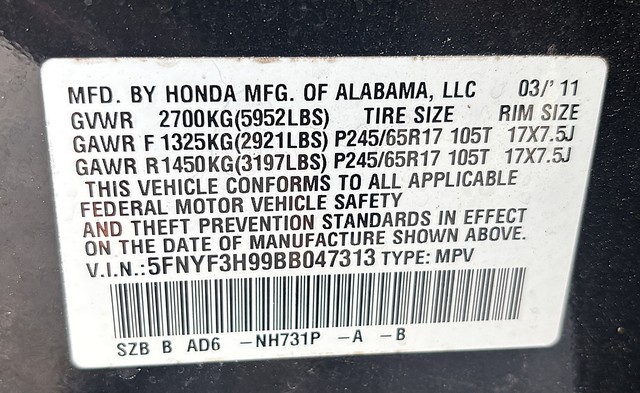 MFD. BY HONDA MFG. OF ALABAMA, LLC 03/'11
GVWR 2700KG(5952LBS) TIRE SIZE RIM SIZE
GAWR F 1325KG(2921LBS) P245/65R17 105T 17X7.5J
GAWR R1450KG(3197LBS) P245/65R17 105T 17X7.5J
THIS VEHICLE CONFORMS TO ALL APPLICABLE
FEDERAL MOTOR VEHICLE SAFETY
AND THEFT PREVENTION STANDARDS IN EFFECT
ON THE DATE OF MANUFACTURE SHOWN ABOVE.
V.I.N.:5FNYF3H99BB047313 TYPE: MPV
SZB B AD6 -NH731P -A -B